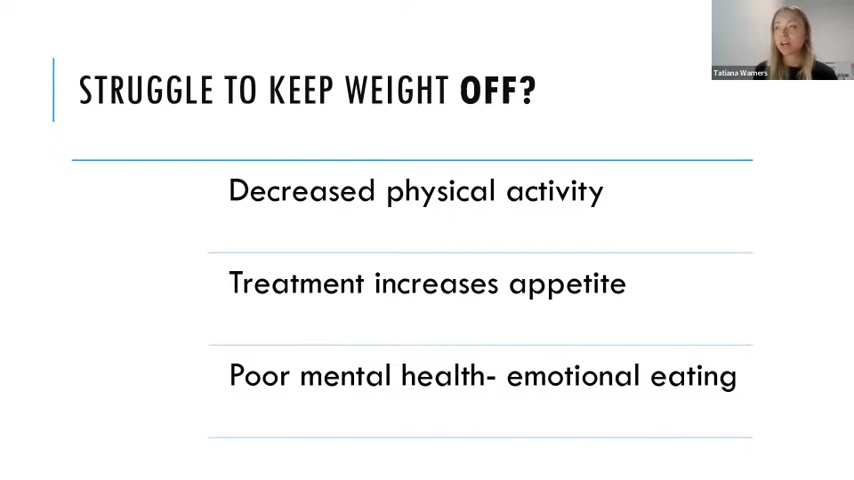 STRUGGLE TO KEEP WEIGHT OFF?
Tatiana Warners
Decreased physical activity
Treatment increases appetite
Poor mental health- emotional eating